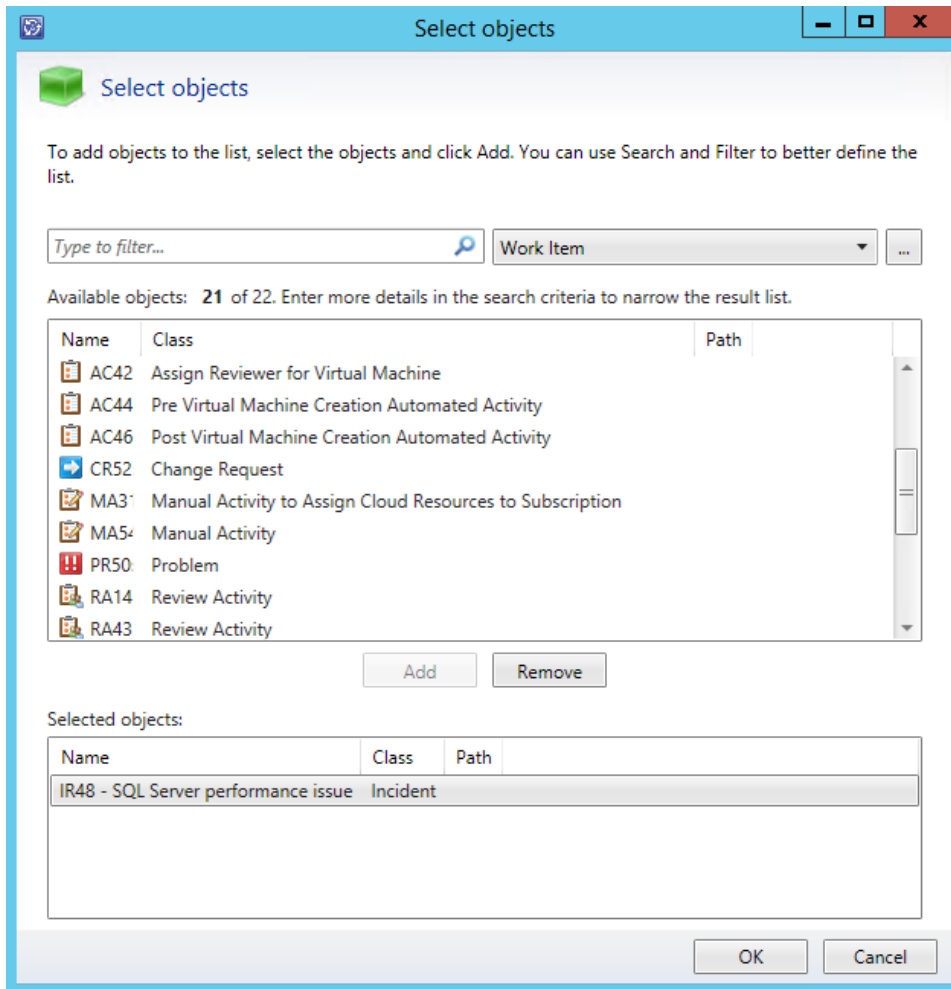 Select objects
Select objects
To add objects to the list, select the objects and click Add. You can use Search and Filter to better define the
list.
Type to filter... Work Item ...
Available objects: 21 of 22. Enter more details in the search criteria to narrow the result list.
Name Class Path
AC42 Assign Reviewer for Virtual Machine
AC44 Pre Virtual Machine Creation Automated Activity
AC46 Post Virtual Machine Creation Automated Activity
CR52 Change Request
MA31 Manual Activity to Assign Cloud Resources to Subscription
MA54 Manual Activity
PR50 Problem
RA14 Review Activity
RA43 Review Activity
Add Remove
Selected objects:
Name Class Path
IR48 - SQL Server performance issue Incident
OK Cancel